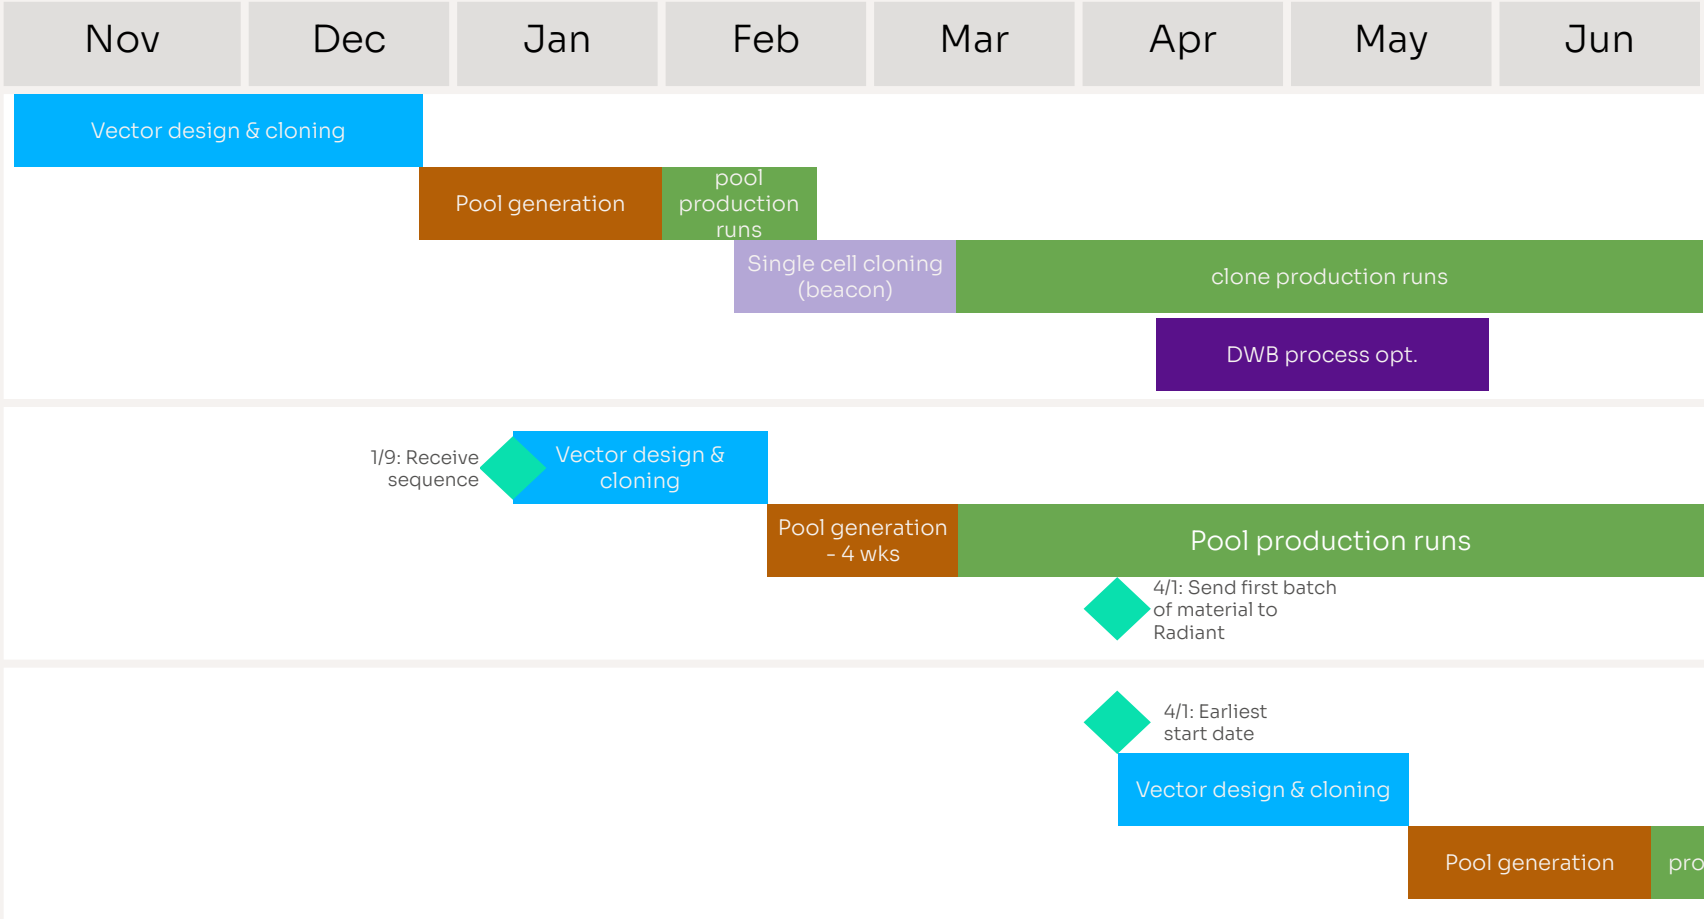 Nov Dec Jan Feb Mar Apr May Jun
Vector design & cloning
Pool generation
pool
production
runs
Single cell cloning
(beacon)
clone production runs
DWB process opt.
1/9: Receive
sequence
Vector design &
cloning
Pool generation
- 4 wks
Pool production runs
4/1: Send first batch
of material to
Radiant
4/1: Earliest
start date
Vector design & cloning
Pool generation
pro